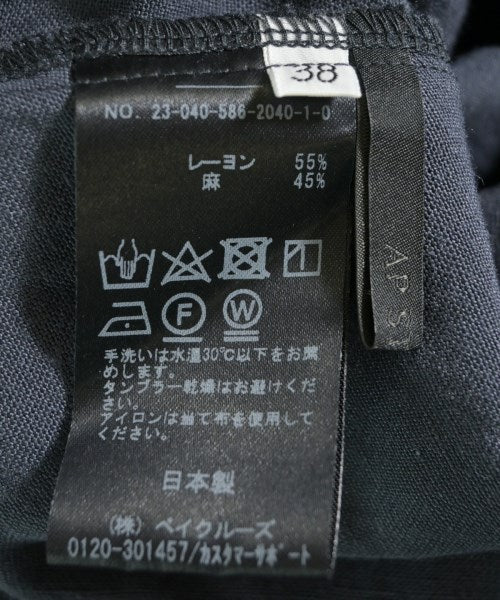 38
NO. 23-040-586-2040-1-0
レーヨン 55%
麻 45%
F W
手洗いは水温30℃以下をお薦
めします。
タンブラー乾燥はお避けくださ
い。
アイロンは当て布を使用して
ください。
日本製
(株) ベイクルーズ
0120-301457/カスタマーサポート
AP S